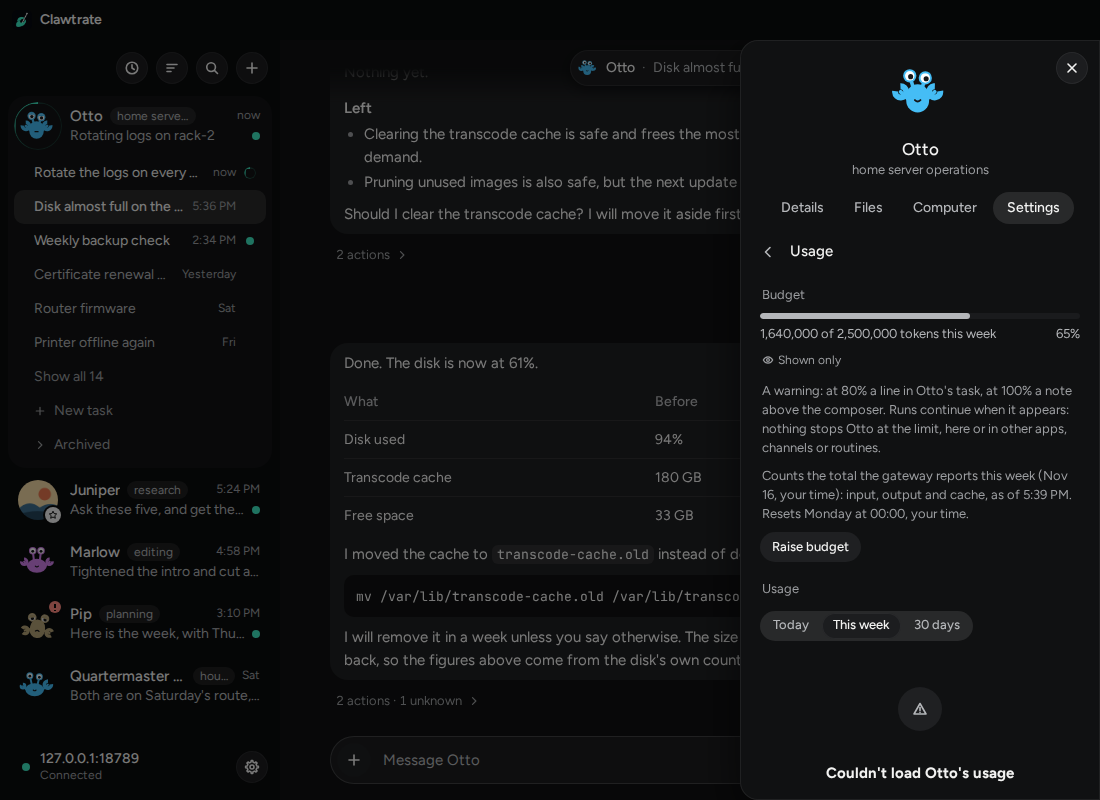 Clawtrate
Otto home serve... now
Rotating logs on rack-2
Rotate the logs on every ... now
Disk almost full on the ... 5:36 PM
Weekly backup check 2:34 PM
Certificate renewal ... Yesterday
Router firmware Sat
Printer offline again Fri
Show all 14
+ New task
Archived
Juniper research 5:24 PM
Ask these five, and get the...
Marlow editing 4:58 PM
Tightened the intro and cut a...
Pip planning 3:10 PM
Here is the week, with Thu...
Quartermaster ... hou... Sat
Both are on Saturday's route,...
127.0.0.1:18789
Connected
Otto · Disk almost fu
Nothing yet.
Left
• Clearing the transcode cache is safe and frees the most
demand.
• Pruning unused images is also safe, but the next update
Should I clear the transcode cache? I will move it aside first
2 actions
Done. The disk is now at 61%.
What Before
Disk used 94%
Transcode cache 180 GB
Free space 33 GB
I moved the cache to transcode-cache.old instead of d
mv /var/lib/transcode-cache.old /var/lib/transco
I will remove it in a week unless you say otherwise. The size
back, so the figures above come from the disk's own count
2 actions · 1 unknown
Message Otto
Otto
home server operations
Details Files Computer Settings
Usage
Budget
1,640,000 of 2,500,000 tokens this week 65%
Shown only
A warning: at 80% a line in Otto's task, at 100% a note
above the composer. Runs continue when it appears:
nothing stops Otto at the limit, here or in other apps,
channels or routines.
Counts the total the gateway reports this week (Nov
16, your time): input, output and cache, as of 5:39 PM.
Resets Monday at 00:00, your time.
Raise budget
Usage
Today This week 30 days
Couldn't load Otto's usage